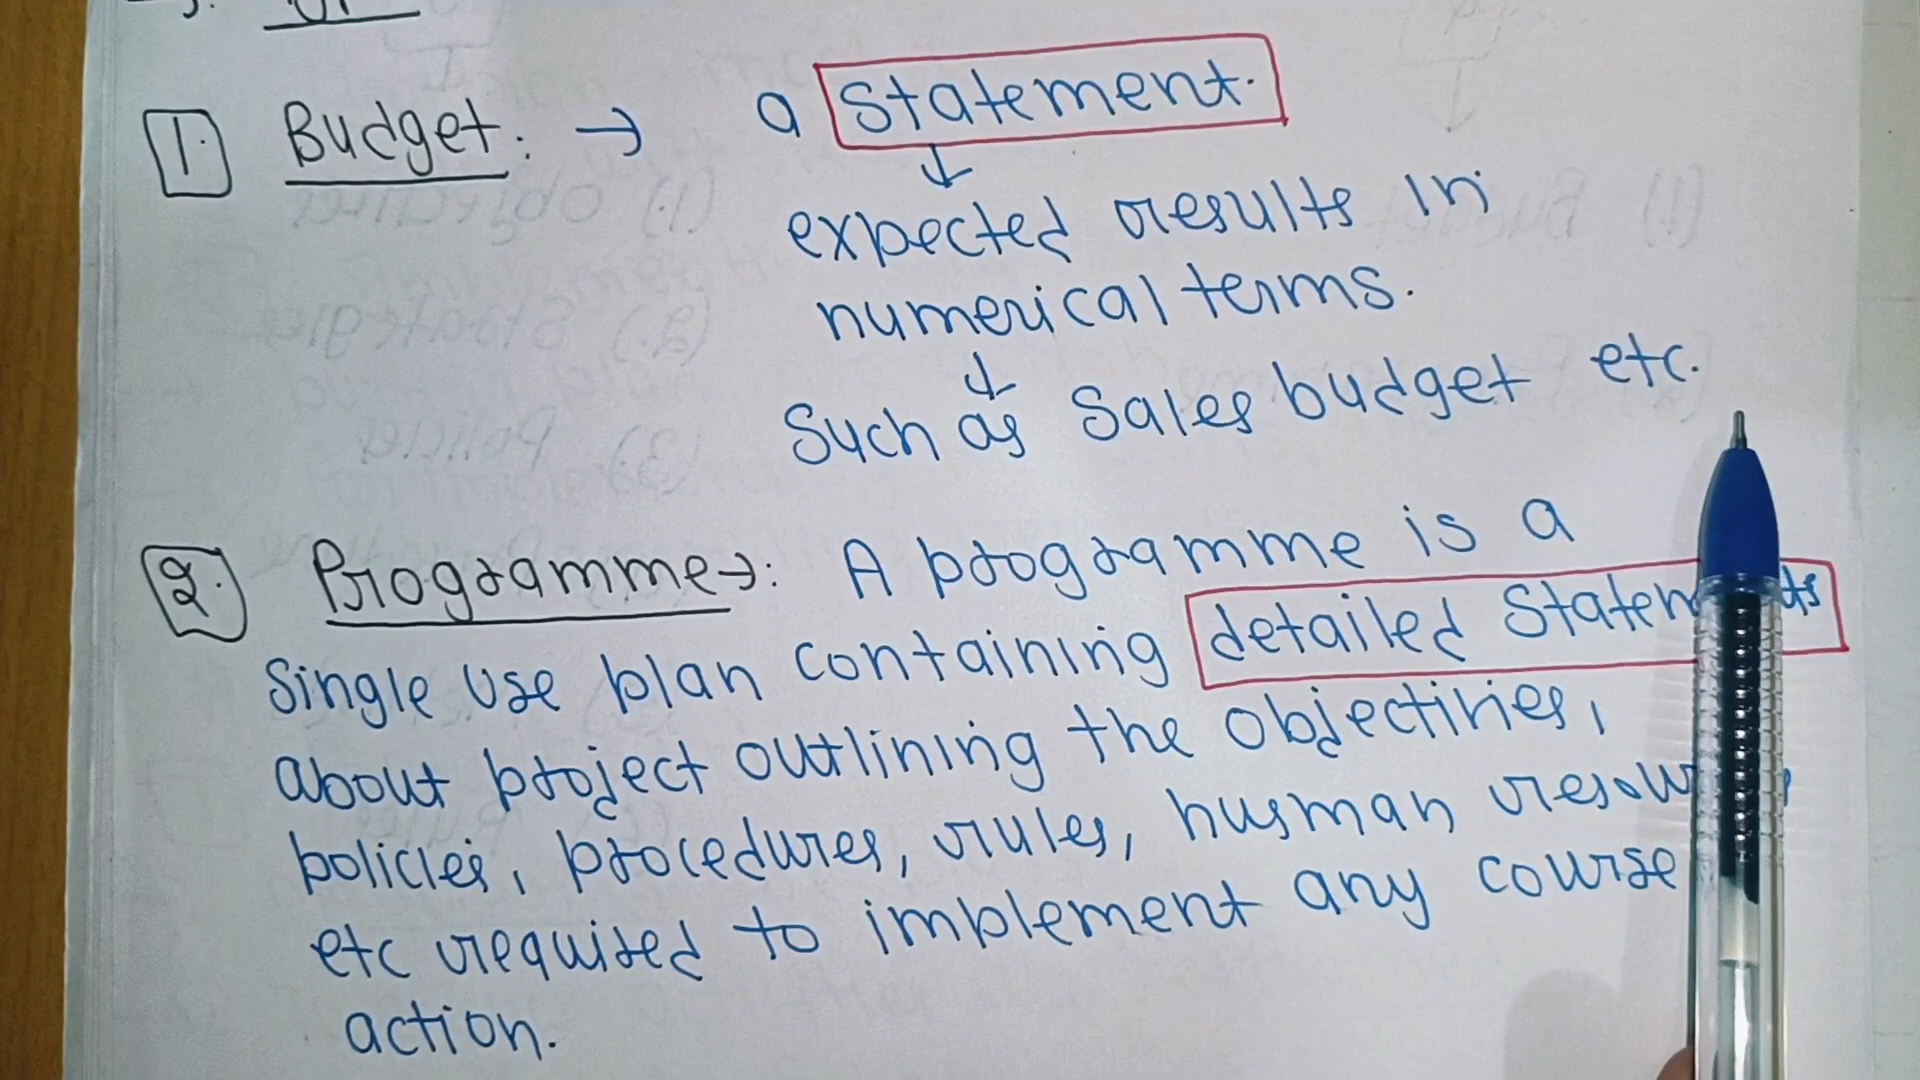 1. Budget: → a Statement.
↓
expected results in
numerical terms.
↓
Such as Sales budget etc.
2. Programme→: A programme is a
Single use plan containing detailed
about project outlining the objectives,
policies, procedures, rules, human
etc required to implement any course
action.